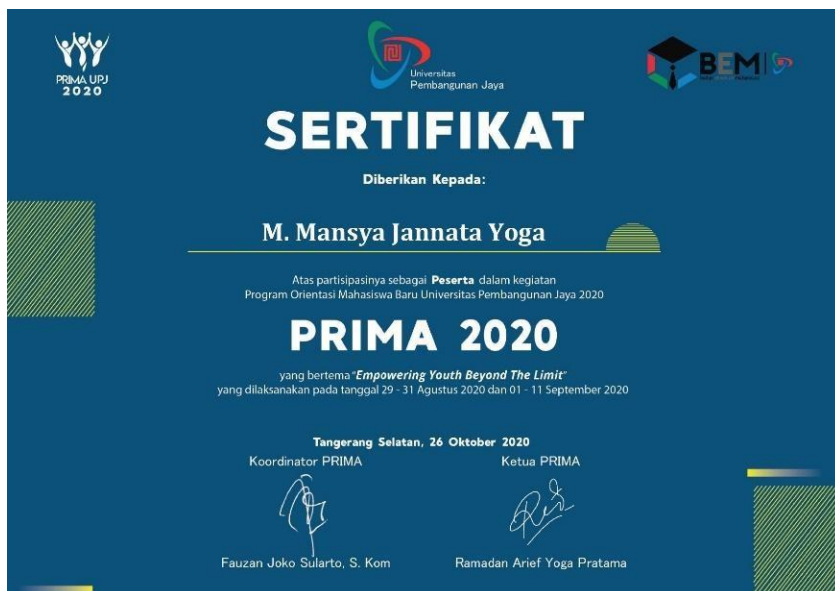 PRIMA UPJ
2020
Universitas
Pembangunan Jaya
BEM
SERTIFIKAT
Diberikan Kepada:
M. Mansya Jannata Yoga
Atas partisipasinya sebagai Peserta dalam kegiatan
Program Orientasi Mahasiswa Baru Universitas Pembangunan Jaya 2020
PRIMA 2020
yang bertema "Empowering Youth Beyond The Limit"
yang dilaksanakan pada tanggal 29 - 31 Agustus 2020 dan 01 - 11 September 2020
Tangerang Selatan, 26 Oktober 2020
Koordinator PRIMA
Ketua PRIMA
Fauzan Joko Sularto, S. Kom
Ramadan Arief Yoga Pratama